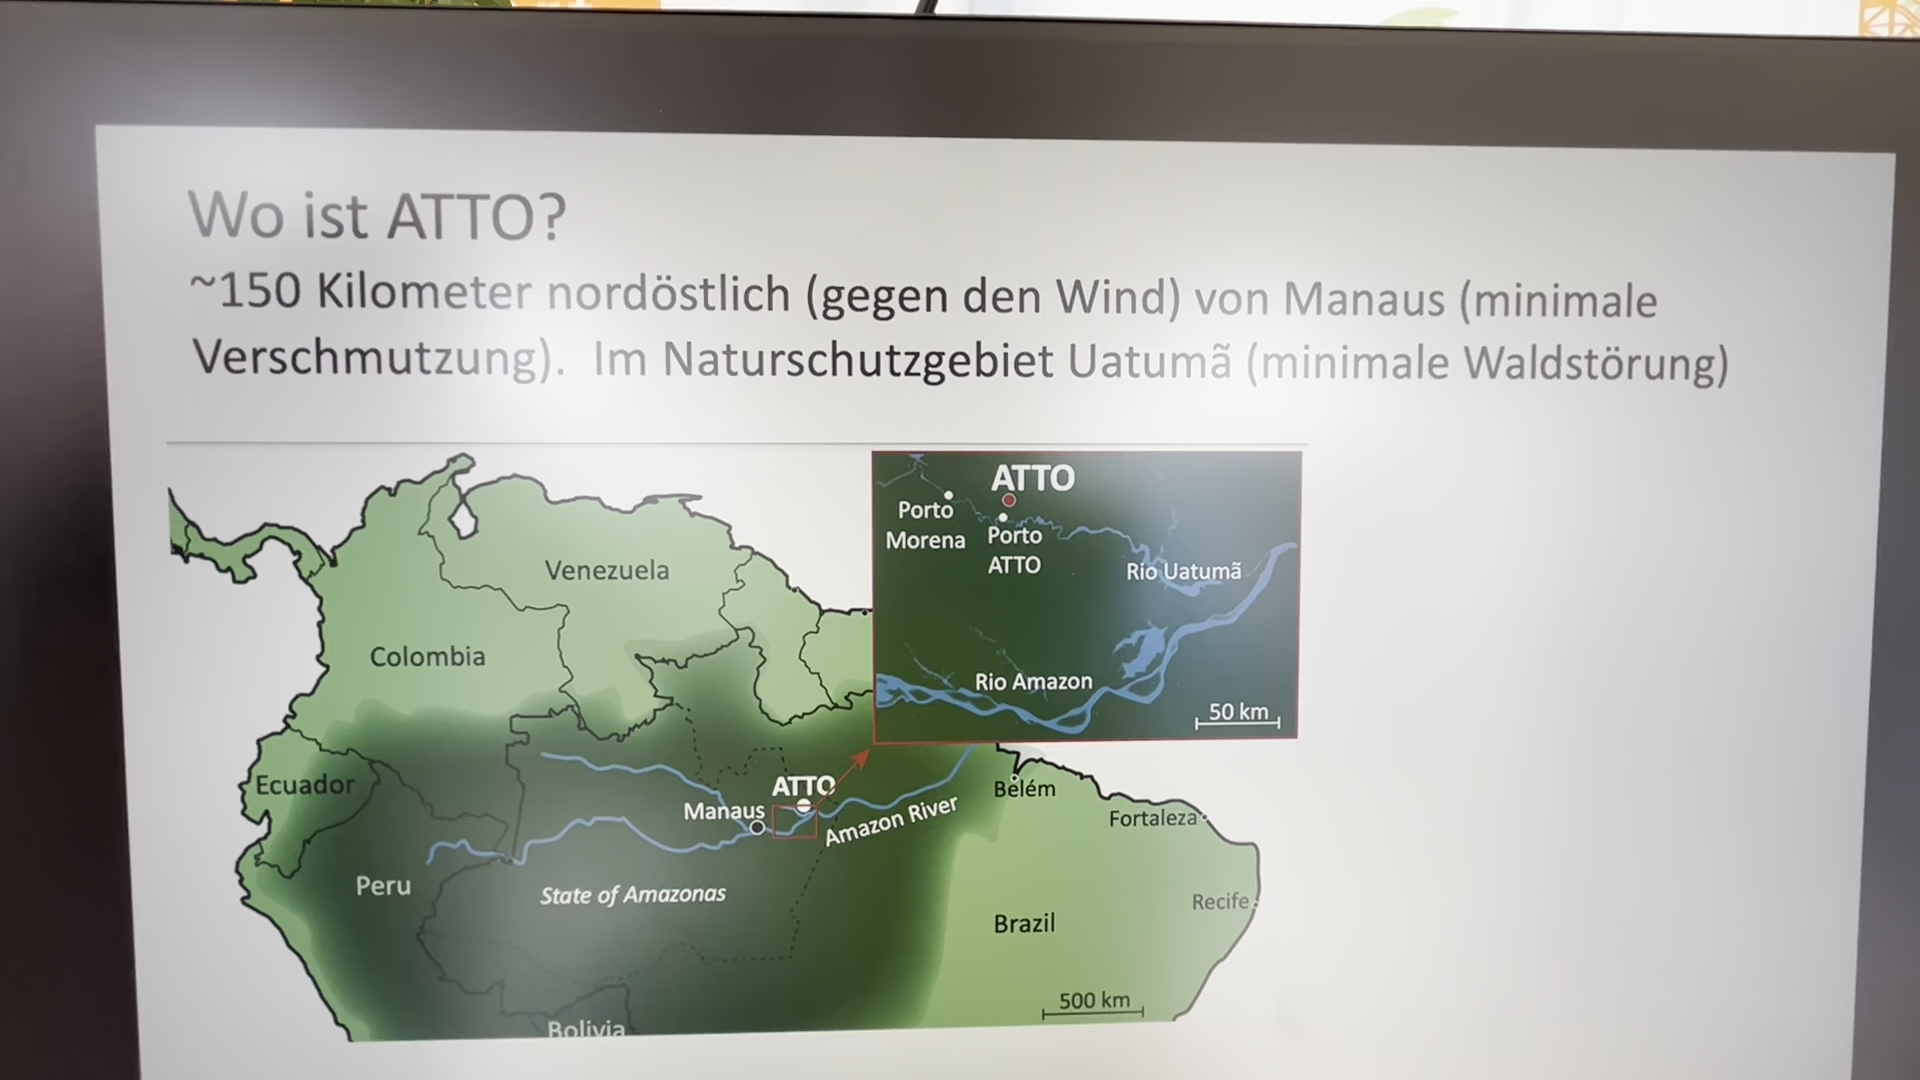 Wo ist ATTO?
~150 Kilometer nordöstlich (gegen den Wind) von Manaus (minimale
Verschmutzung). Im Naturschutzgebiet Uatumã (minimale Waldstörung)
ATTO
Porto
Morena
Porto
ATTO
Rio Uatumã
Rio Amazon
50 km
Venezuela
Colombia
Ecuador
ATTO
Manaus
Amazon River
Belém
Fortaleza
Peru
State of Amazonas
Recife
Brazil
500 km
Bolivia